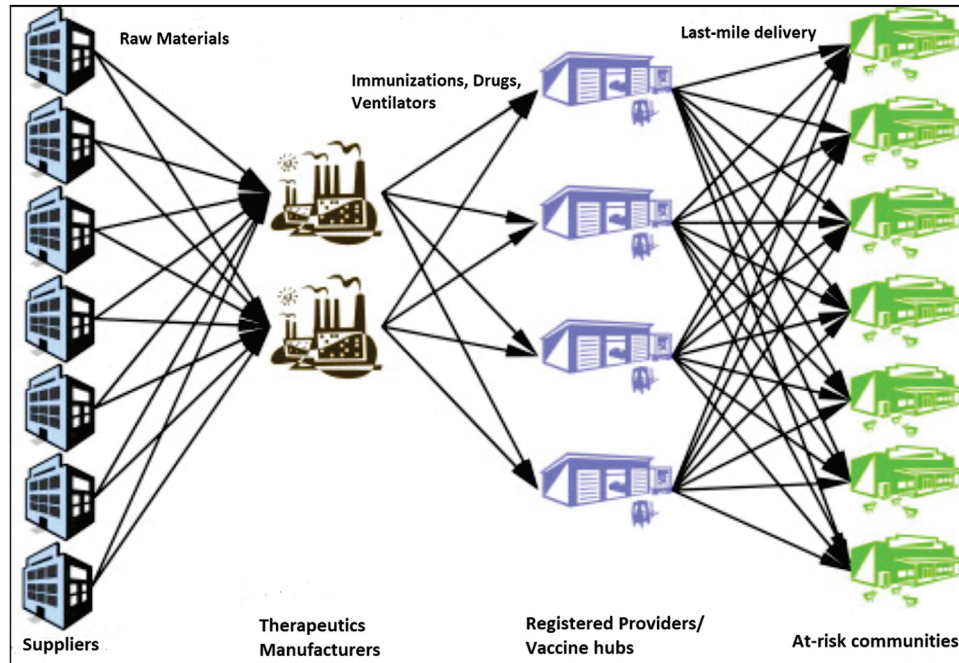 Raw Materials
Immunizations, Drugs,
Ventilators
Last-mile delivery
Suppliers
Therapeutics
Manufacturers
Registered Providers/
Vaccine hubs
At-risk communities